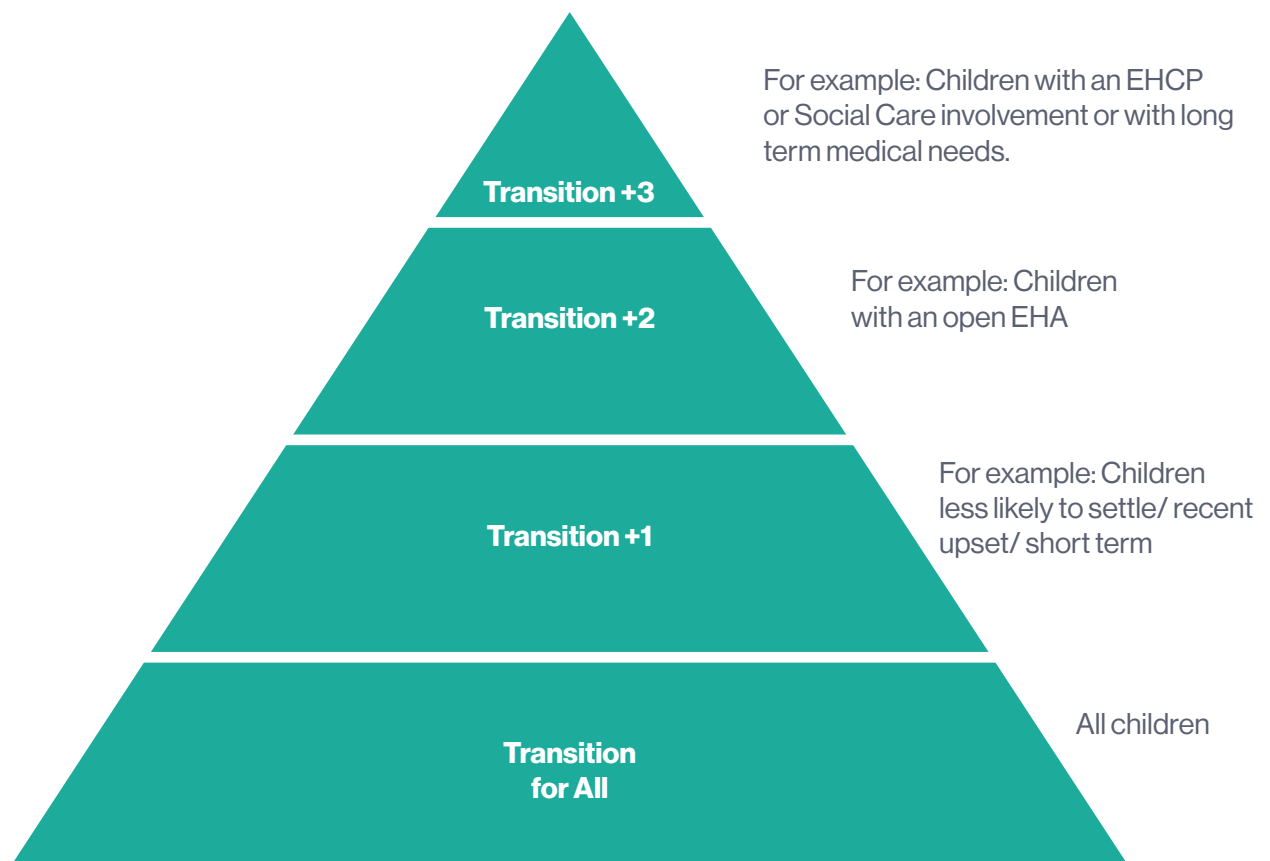 For example: Children with an EHCP
or Social Care involvement or with long
term medical needs.
Transition +3
For example: Children
with an open EHA
Transition +2
For example: Children
less likely to settle/ recent
upset/ short term
Transition +1
All children
Transition
for All